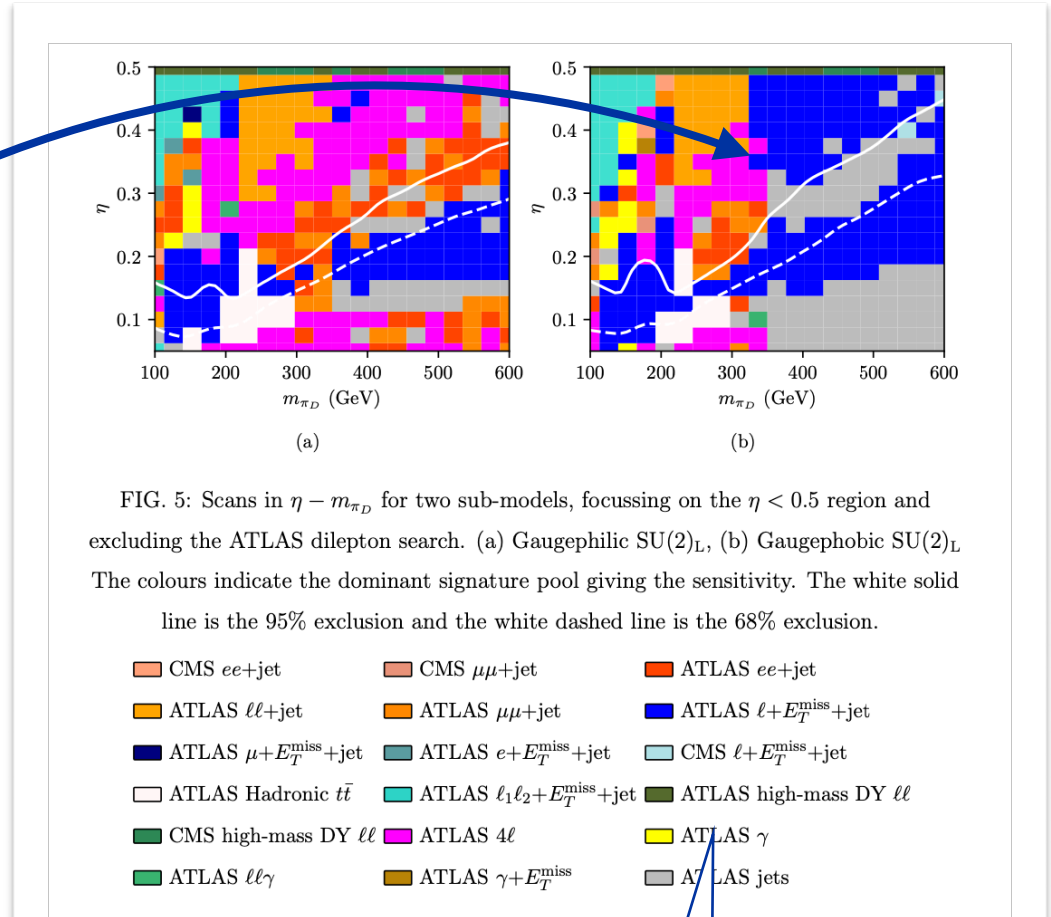 0.5 0.5
0.4 0.4
0.3 0.3
η η
0.2 0.2
0.1 0.1
100 200 300 400 500 600 100 200 300 400 500 600
m_{π_D} (GeV) m_{π_D} (GeV)
(a) (b)
FIG. 5: Scans in η − m_{π_D} for two sub-models, focussing on the η < 0.5 region and
excluding the ATLAS dilepton search. (a) Gaugephilic SU(2)_L, (b) Gaugephobic SU(2)_L
The colours indicate the dominant signature pool giving the sensitivity. The white solid
line is the 95% exclusion and the white dashed line is the 68% exclusion.
CMS ee+jet CMS μμ+jet ATLAS ee+jet
ATLAS ℓℓ+jet ATLAS μμ+jet ATLAS ℓ+E_T^{miss}+jet
ATLAS μ+E_T^{miss}+jet ATLAS e+E_T^{miss}+jet CMS ℓ+E_T^{miss}+jet
ATLAS Hadronic tt̄ ATLAS ℓ₁ℓ₂+E_T^{miss}+jet ATLAS high-mass DY ℓℓ
CMS high-mass DY ℓℓ ATLAS 4ℓ ATLAS γ
ATLAS ℓℓγ ATLAS γ+E_T^{miss} ATLAS jets